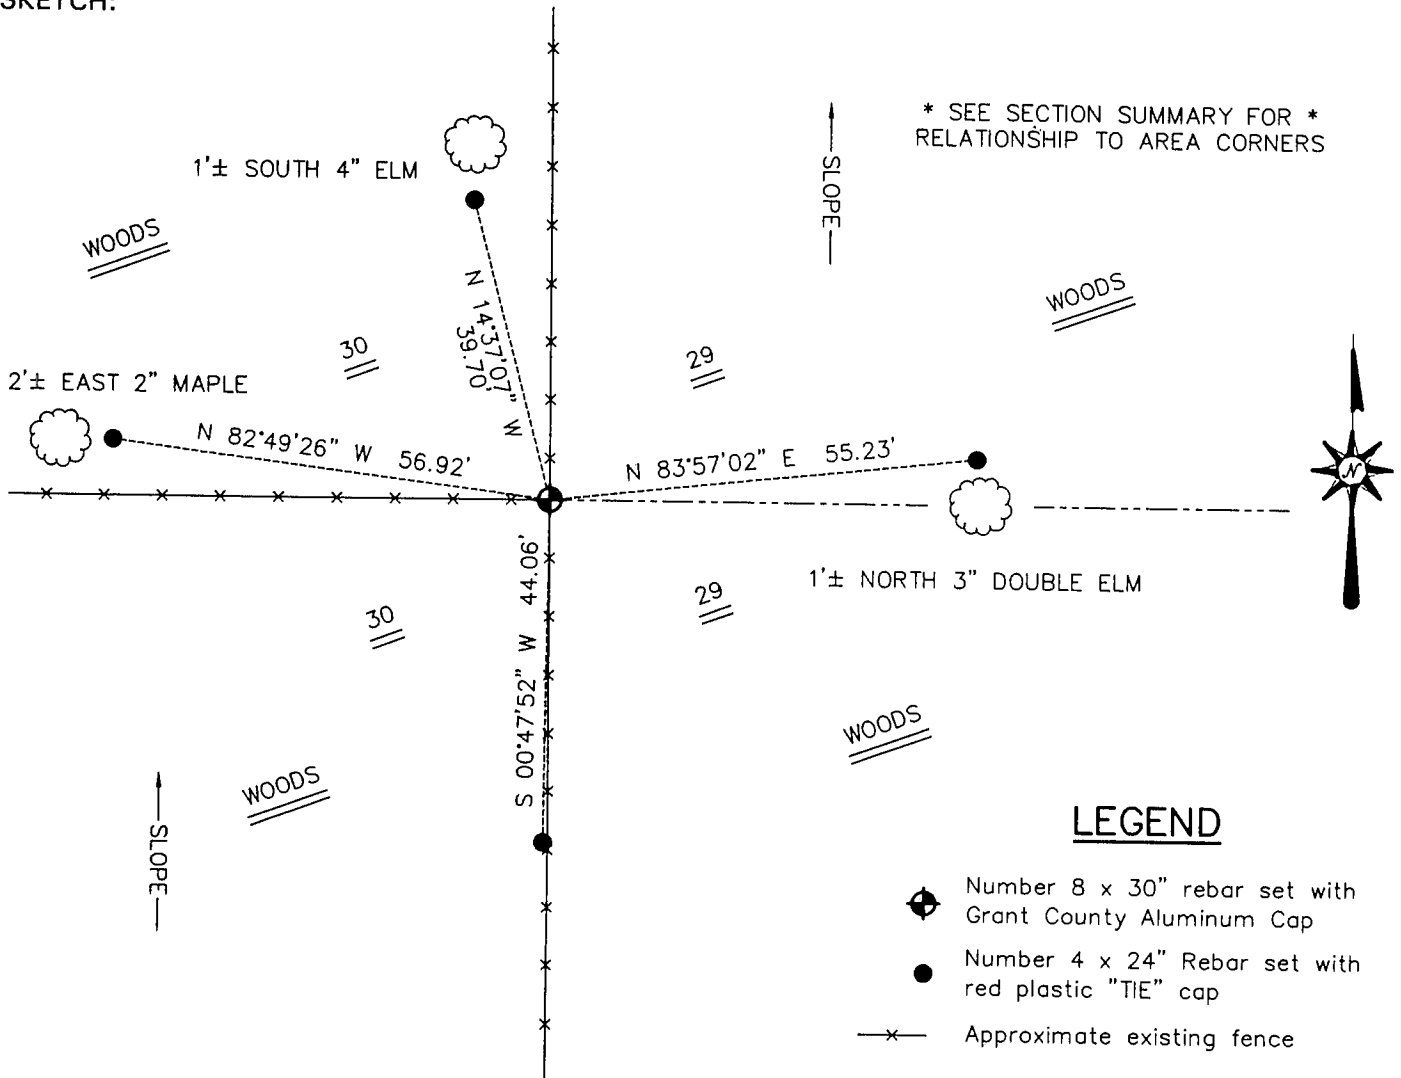 SKETCH:
* SEE SECTION SUMMARY FOR *
RELATIONSHIP TO AREA CORNERS
1'± SOUTH 4" ELM
SLOPE
WOODS
N 14°37'07" W
39.70'
WOODS
30
29
2'± EAST 2" MAPLE
N 82°49'26" W 56.92'
N 83°57'02" E 55.23'
N
S 00°47'52" W 44.06'
1'± NORTH 3" DOUBLE ELM
30
29
WOODS
WOODS
SLOPE
LEGEND
Number 8 x 30" rebar set with
Grant County Aluminum Cap
Number 4 x 24" Rebar set with
red plastic "TIE" cap
Approximate existing fence